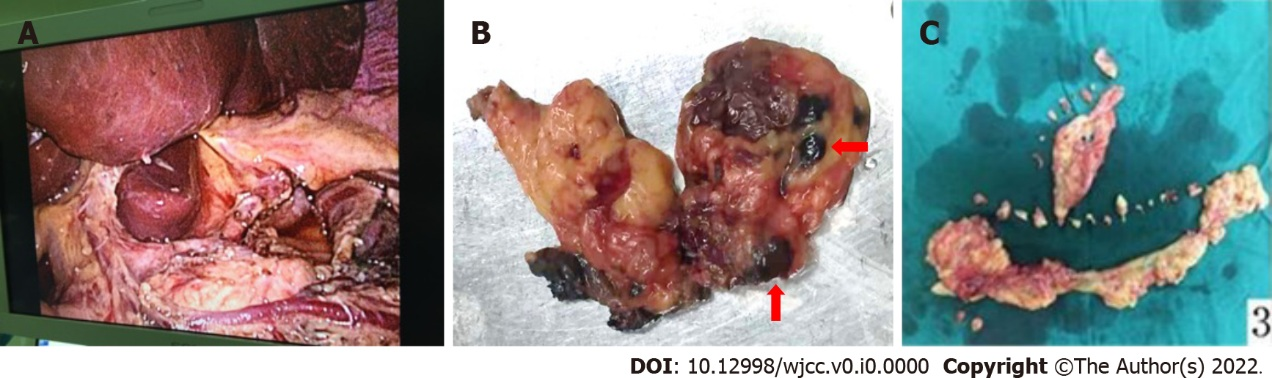 A
B
C
3
DOI: 10.12998/wjcc.v0.i0.0000 Copyright ©The Author(s) 2022.